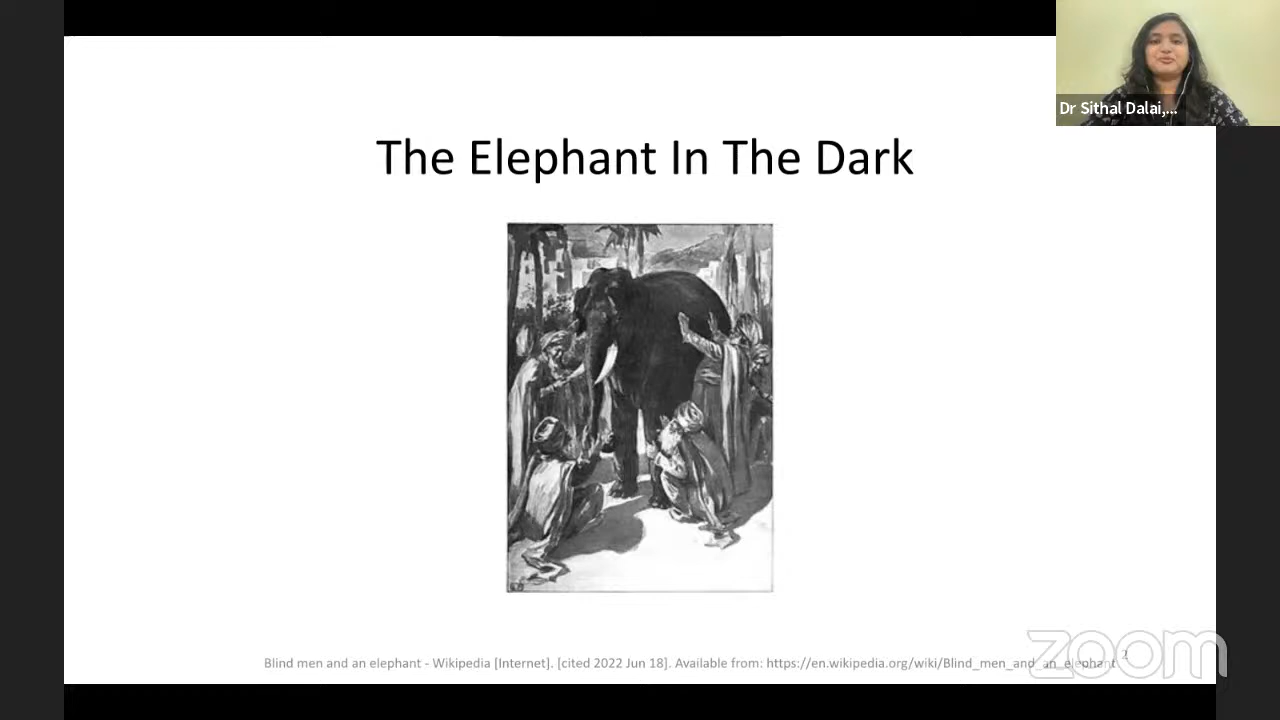 Dr Sithal Dalai,...
The Elephant In The Dark
Blind men and an elephant - Wikipedia [Internet]. [cited 2022 Jun 18]. Available from: https://en.wikipedia.org/wiki/Blind_men_and_an_elephant
2
zoom